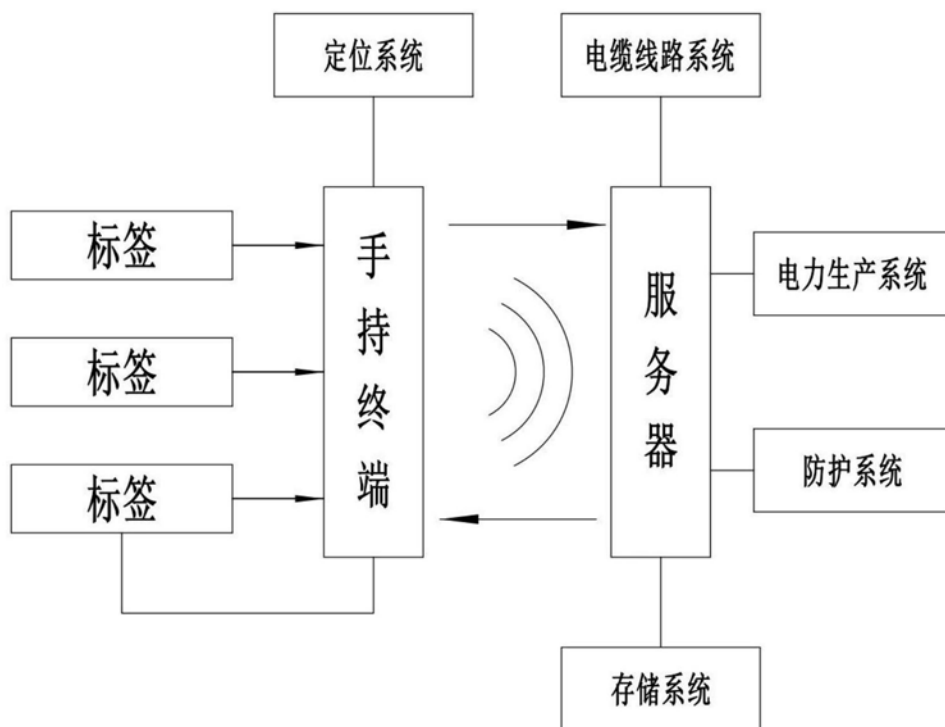 定位系统
电缆线路系统
标签
标签
标签
手持终端
服务器
电力生产系统
防护系统
存储系统